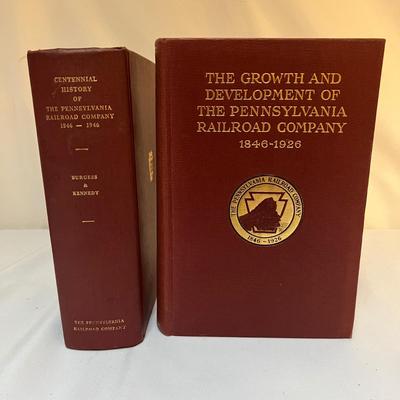 CENTENNIAL
HISTORY
OF
THE PENNSYLVANIA
RAILROAD COMPANY
1846 — 1946
BURGESS
&
KENNEDY
THE PENNSYLVANIA
RAILROAD COMPANY
THE GROWTH AND
DEVELOPMENT OF
THE PENNSYLVANIA
RAILROAD COMPANY
1846-1926
THE PENNSYLVANIA RAILROAD COMPANY
1846-1926